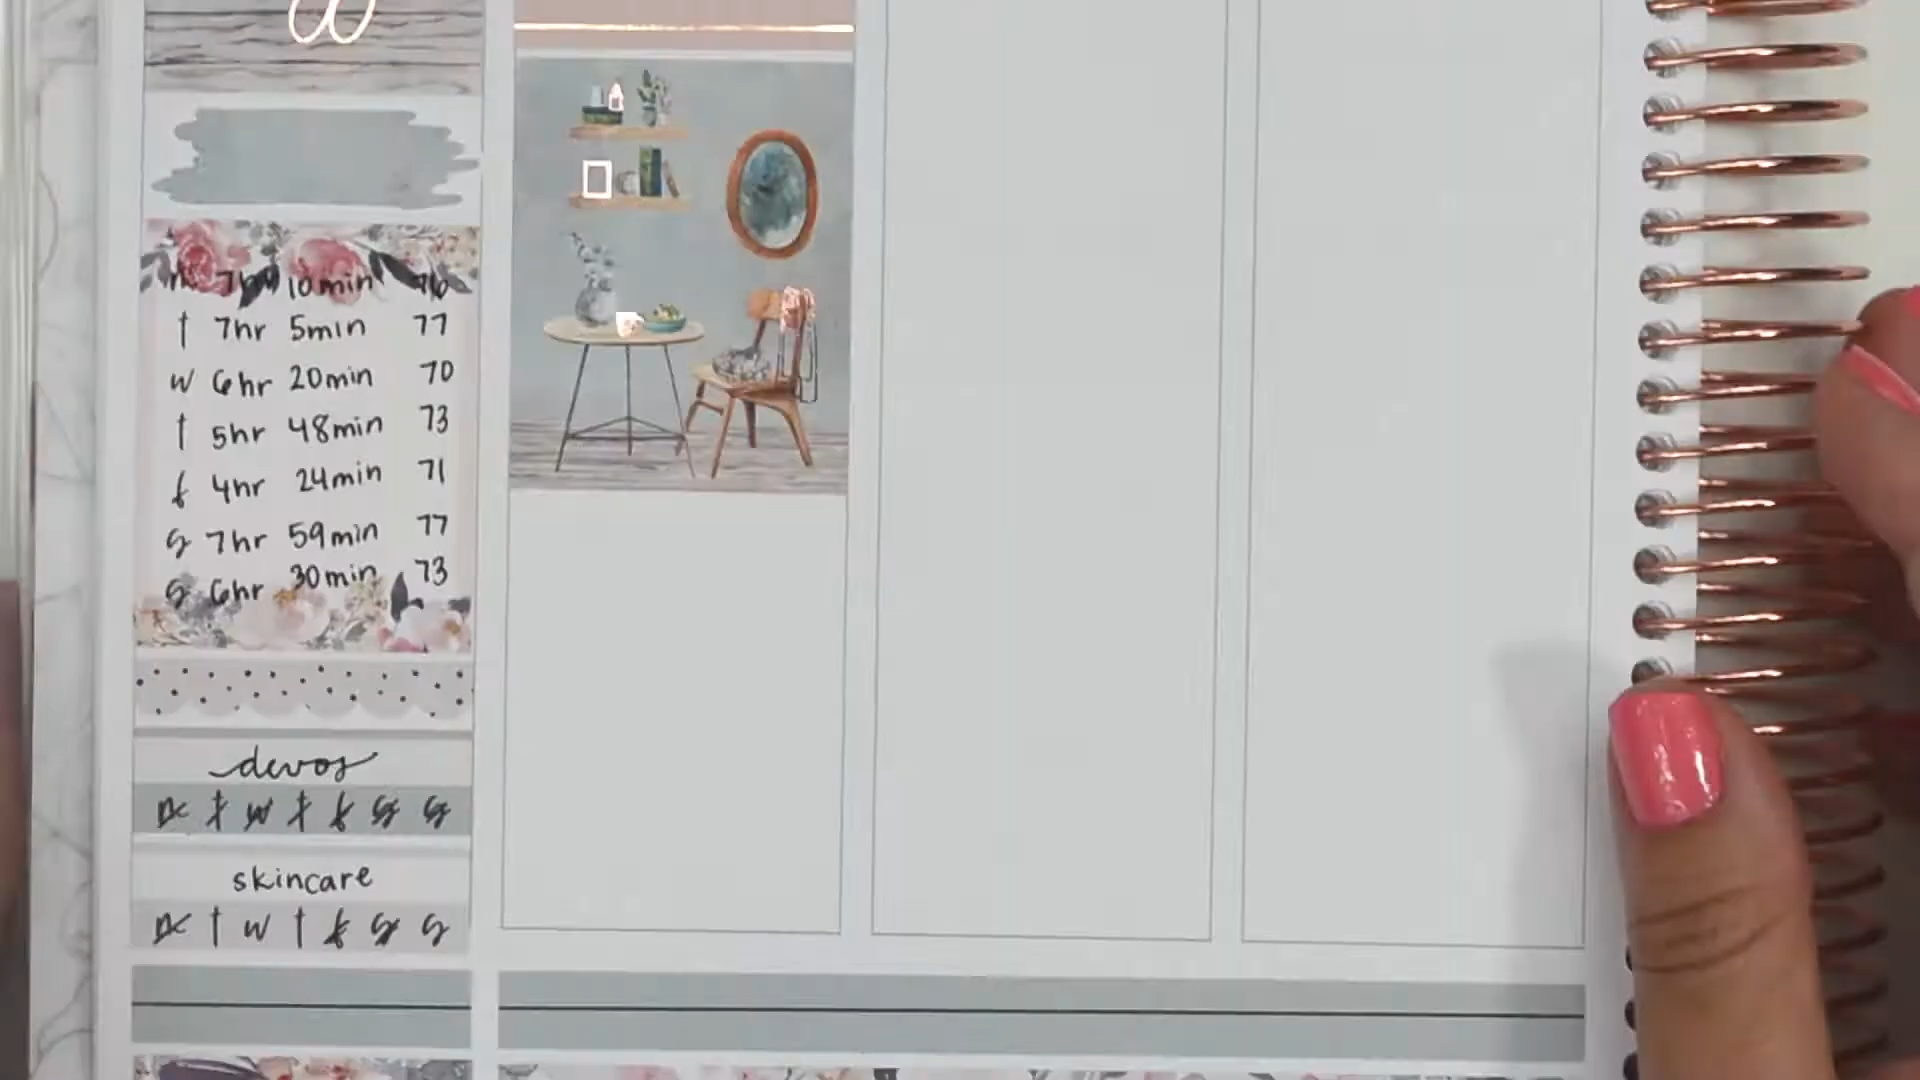 m 7hr 10min 76
t 7hr 5min 77
w 6hr 20min 70
t 5hr 48min 73
f 4hr 24min 71
s 7hr 59min 77
s 6hr 30min 73
devos
m t w t f s s
skincare
m t w t f s s